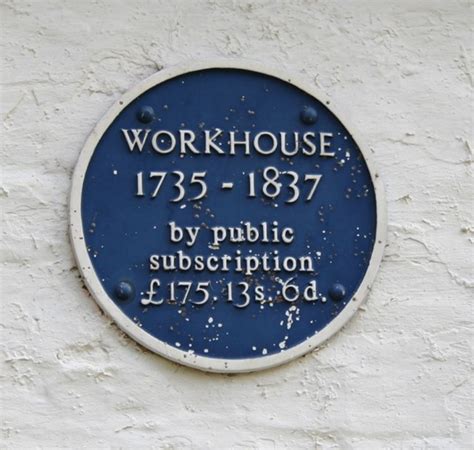 WORKHOUSE
1735 - 1837
by public
subscription
£175. 13s. 6d.